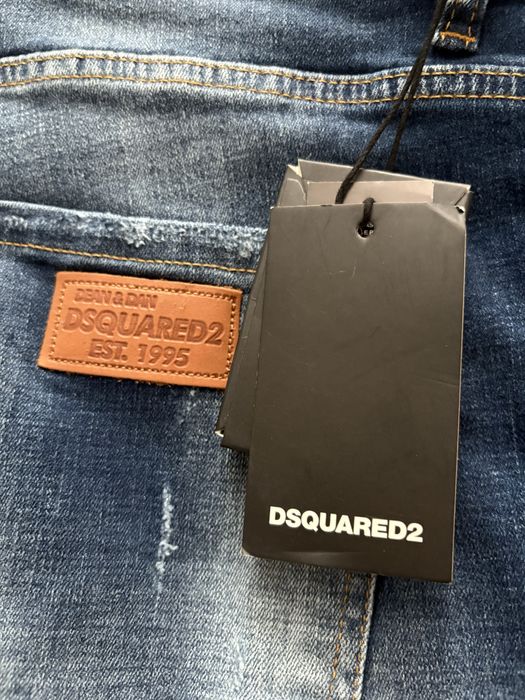 DEAN & DAN
DSQUARED2
EST. 1995
DSQUARED2